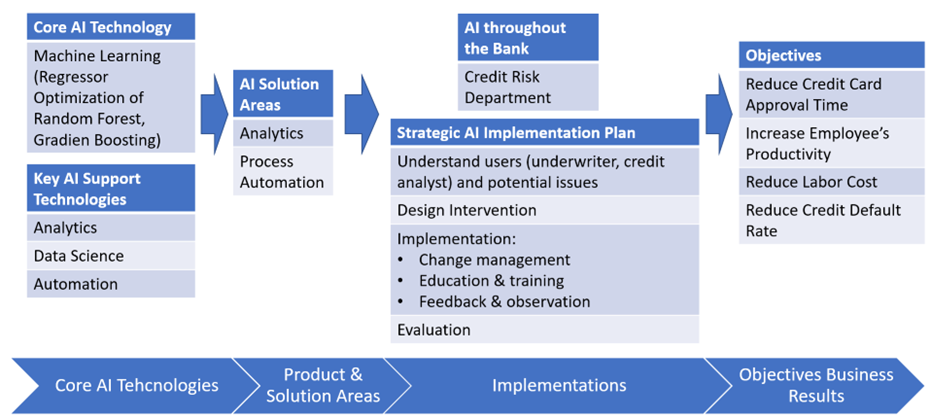 Core AI Technology
Machine Learning
(Regressor
Optimization of
Random Forest,
Gradien Boosting)
Key AI Support
Technologies
Analytics
Data Science
Automation
AI Solution
Areas
Analytics
Process
Automation
AI throughout
the Bank
Credit Risk
Department
Strategic AI Implementation Plan
Understand users (underwriter, credit
analyst) and potential issues
Design Intervention
Implementation:
• Change management
• Education & training
• Feedback & observation
Evaluation
Objectives
Reduce Credit Card
Approval Time
Increase Employee's
Productivity
Reduce Labor Cost
Reduce Credit Default
Rate
Core AI Tehcnologies
Product &
Solution Areas
Implementations
Objectives Business
Results